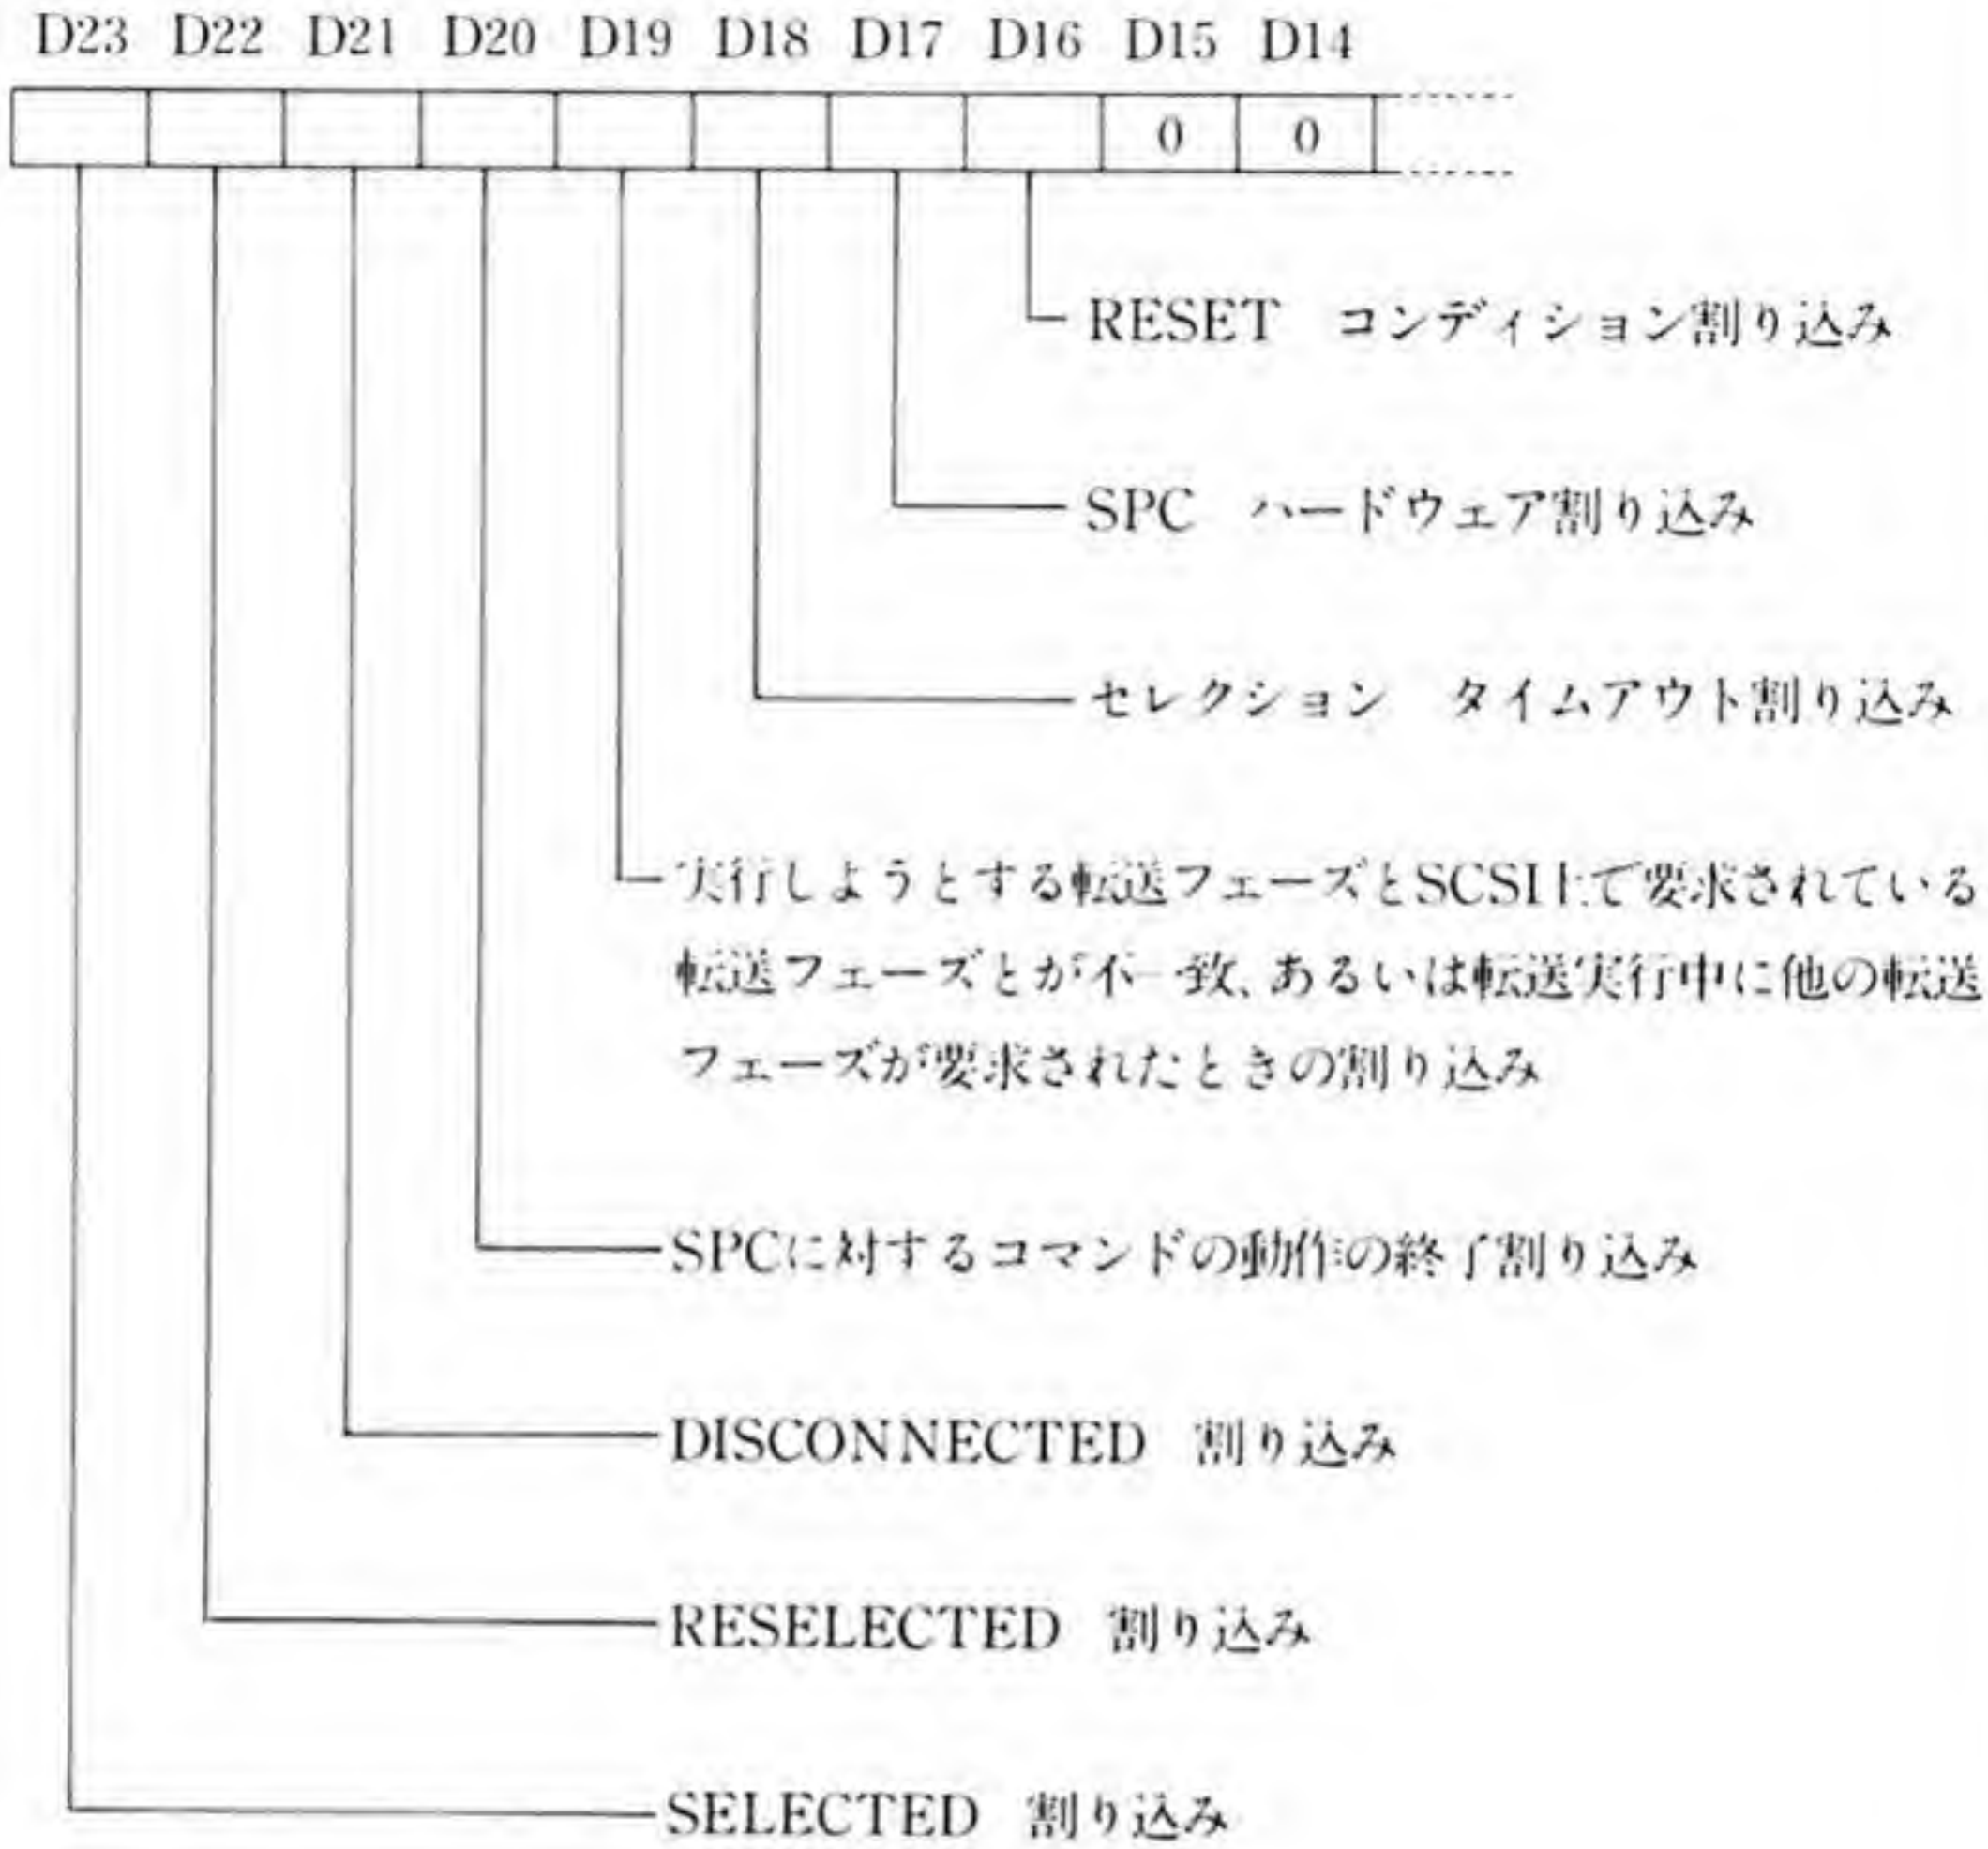 D23 D22 D21 D20 D19 D18 D17 D16 D15 D14
0 0
RESET コンディション割り込み
SPC ハードウェア割り込み
セレクション タイムアウト割り込み
実行しようとする転送フェーズとSCSI上で要求されている
転送フェーズとが不一致、あるいは転送実行中に他の転送
フェーズが要求されたときの割り込み
SPCに対するコマンドの動作の終了割り込み
DISCONNECTED 割り込み
RESELECTED 割り込み
SELECTED 割り込み